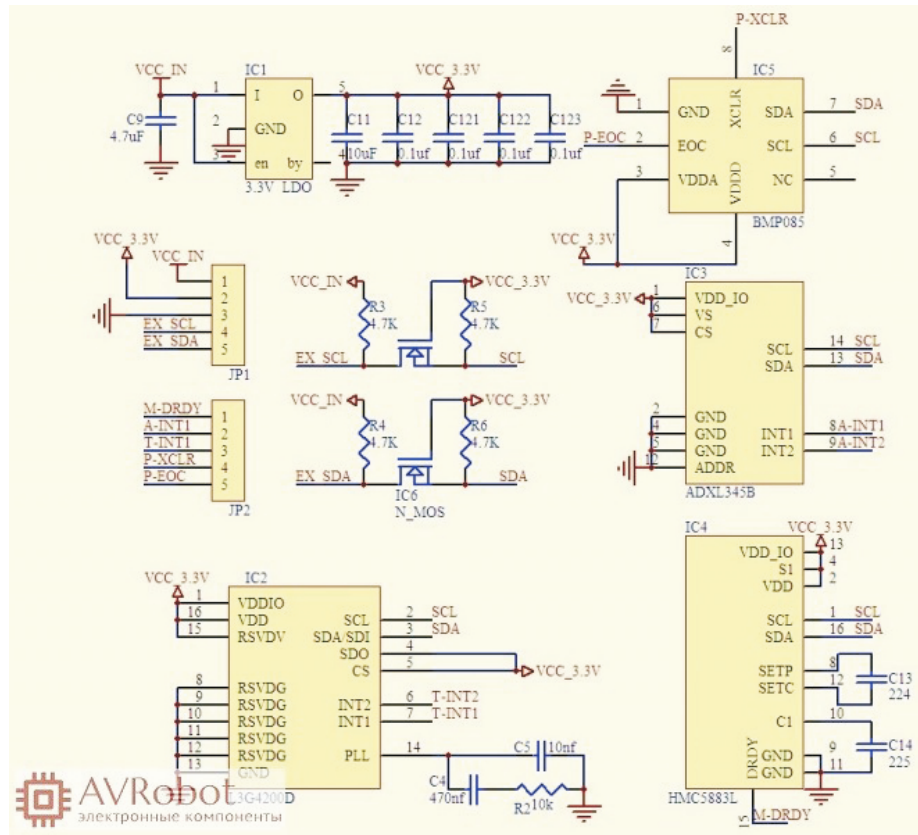 P-XCLR
8
IC5
GND
XCLR
SDA
7
SDA
1
P-EOC
2
EOC
SCL
6
SCL
3
VDDA
VDDD
NC
5
4
BMP085
VCC_3.3V
VCC_IN
IC1
1
I
O
5
VCC_3.3V
C9
4.7uF
2
GND
3
en
by
3.3V LDO
C11
C12
C121
C122
C123
0.1uf
0.1uf
0.1uf
0.1uf
VCC_3.3V
VCC_IN
1
2
3
EX_SCL
4
EX_SDA
5
JP1
VCC_IN
VCC_3.3V
R3
4.7K
R5
4.7K
EX_SCL
SCL
M-DRDY
1
A-INT1
2
T-INT1
3
P-XCLR
4
P-EOC
5
JP2
VCC_IN
VCC_3.3V
R4
4.7K
R6
4.7K
EX_SDA
SDA
IC6
N_MOS
IC3
VCC_3.3V
1
VDD_IO
6
VS
7
CS
SCL
14
SCL
SDA
13
SDA
2
GND
4
GND
INT1
8
A-INT1
5
GND
INT2
9
A-INT2
12
ADDR
ADXL345B
VCC_3.3V
IC2
1
VDDIO
16
VDD
SCL
2
SCL
15
RSVDV
SDA/SDI
3
SDA
SDO
4
CS
5
VCC_3.3V
8
RSVDG
9
RSVDG
INT2
6
T-INT2
10
RSVDG
INT1
7
T-INT1
11
RSVDG
12
RSVDG
PLL
14
C5
10nf
13
GND
C4
470nf
R2
10k
L3G4200D
IC4
VCC_3.3V
VDD_IO
13
S1
4
VDD
2
SCL
1
SCL
SDA
16
SDA
SETP
8
C13
SETC
12
224
C1
10
C14
225
DRDY
GND
9
GND
11
HMC5883L
15
M-DRDY
AVRobot
электронные компоненты